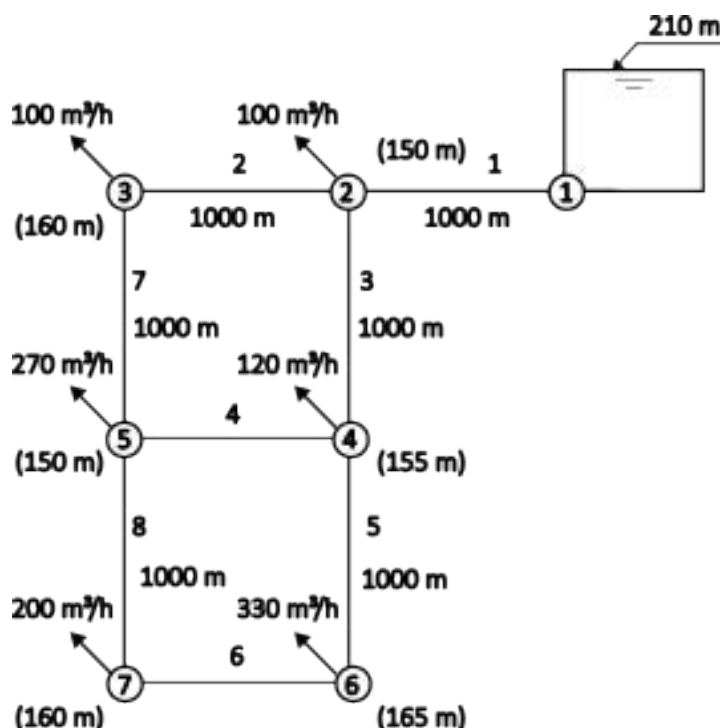 210 m
100 m³/h
100 m³/h
2
(150 m)
1
3
2
1
(160 m)
1000 m
1000 m
7
3
1000 m
1000 m
270 m³/h
120 m³/h
4
5
4
(150 m)
(155 m)
8
5
1000 m
1000 m
200 m³/h
330 m³/h
6
7
6
(160 m)
(165 m)